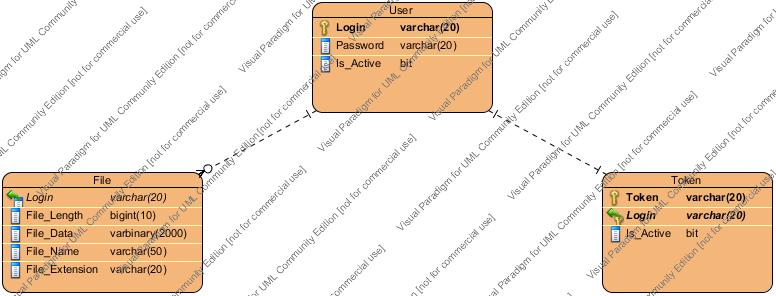 User
Login varchar(20)
Password varchar(20)
Is_Active bit
File
Login varchar(20)
File_Length bigint(10)
File_Data varbinary(2000)
File_Name varchar(50)
File_Extension varchar(20)
Token
Token varchar(20)
Login varchar(20)
Is_Active bit
Visual Paradigm for UML Community Edition [not for commercial use]